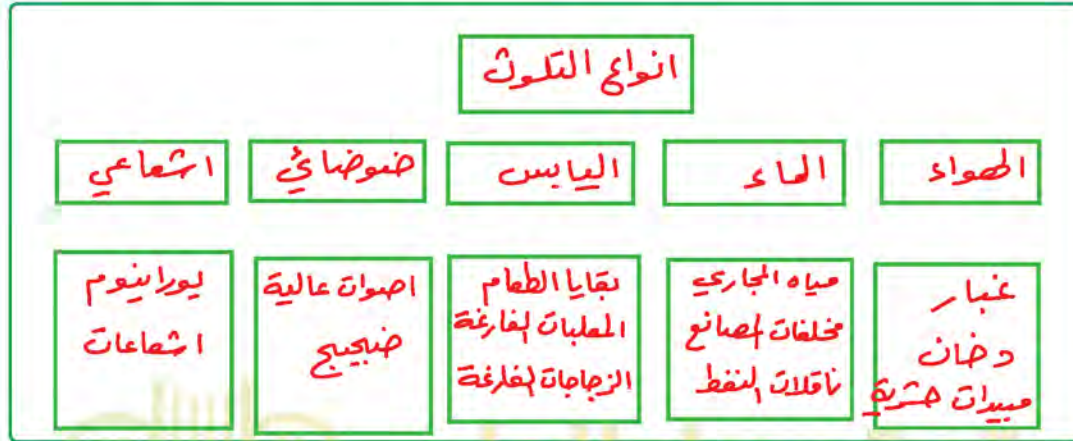 انواع التلوث
الهواء
الماء
اليابس
ضوضائي
اشعاعي
غبار
دخان
مبيدات حشرية
مياه المجاري
مخلفات المصانع
ناقلات النفط
بقايا الطعام
المعلبات الفارغة
الزجاجات الفارغة
اصوات عالية
ضجيج
يورانيوم
اشعاعات